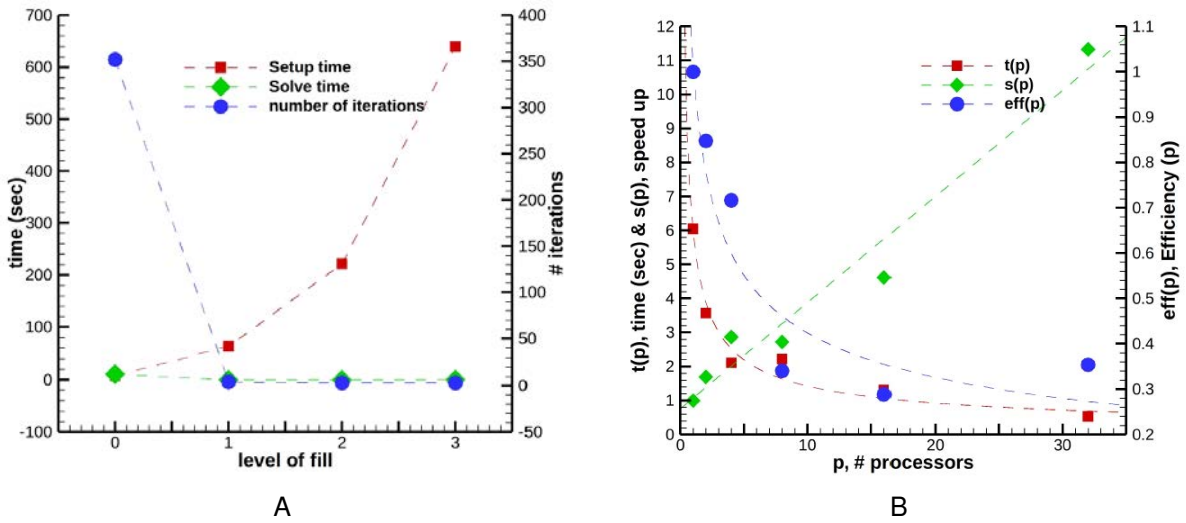 700
600
500
400
300
200
100
0
-100
time (sec)
400
350
300
250
200
150
100
50
0
-50
# iterations
Setup time
Solve time
number of iterations
0 1 2 3
level of fill
A
12
11
10
9
8
7
6
5
4
3
2
1
0
t(p), time (sec) & s(p), speed up
1.1
1
0.9
0.8
0.7
0.6
0.5
0.4
0.3
0.2
eff(p), Efficiency (p)
t(p)
s(p)
eff(p)
0 10 20 30
p, # processors
B